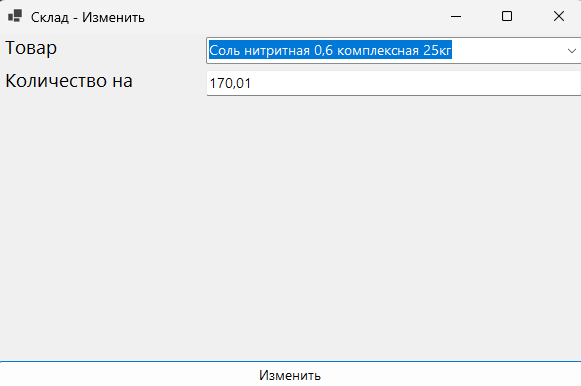 Склад - Изменить
Товар
Соль нитритная 0,6 комплексная 25кг
Количество на
170,01
Изменить